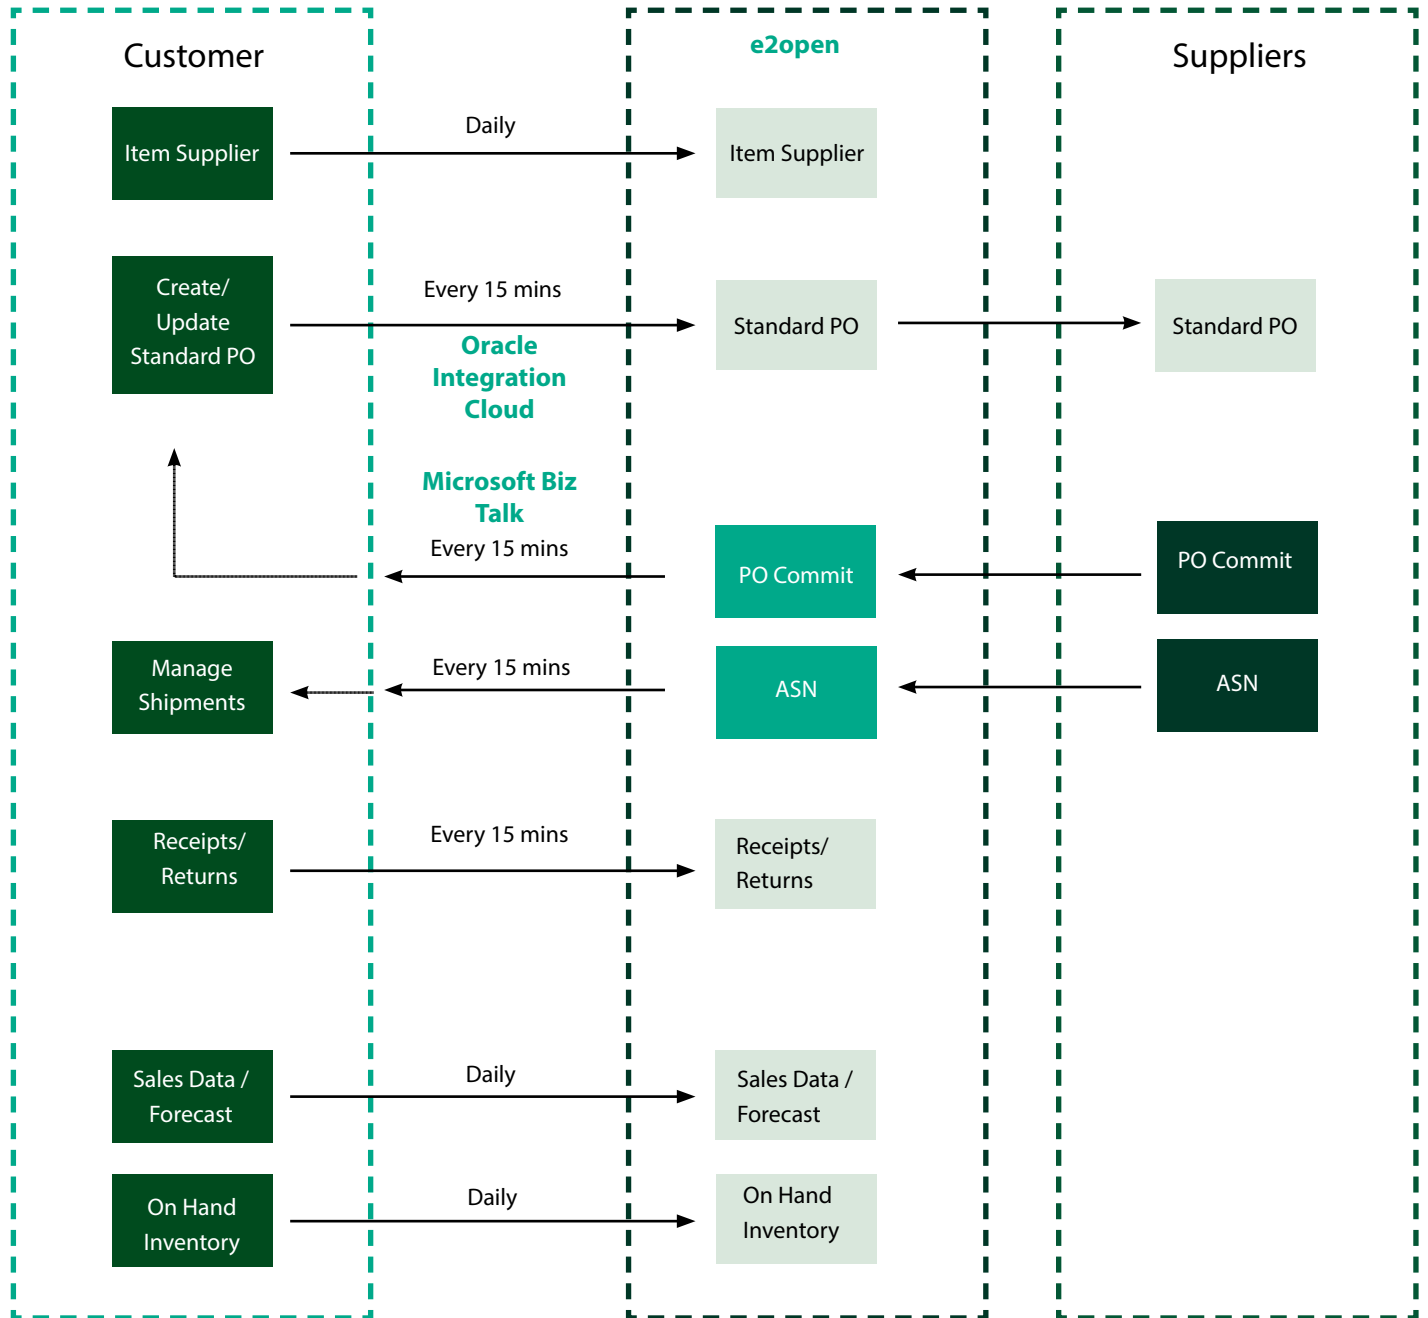 Customer
e2open
Suppliers
Item Supplier
Daily
Item Supplier
Create/
Update
Standard PO
Every 15 mins
Standard PO
Standard PO
Oracle
Integration
Cloud
Microsoft Biz
Talk
Every 15 mins
PO Commit
PO Commit
Manage
Shipments
Every 15 mins
ASN
ASN
Receipts/
Returns
Every 15 mins
Receipts/
Returns
Sales Data /
Forecast
Daily
Sales Data /
Forecast
On Hand
Inventory
Daily
On Hand
Inventory